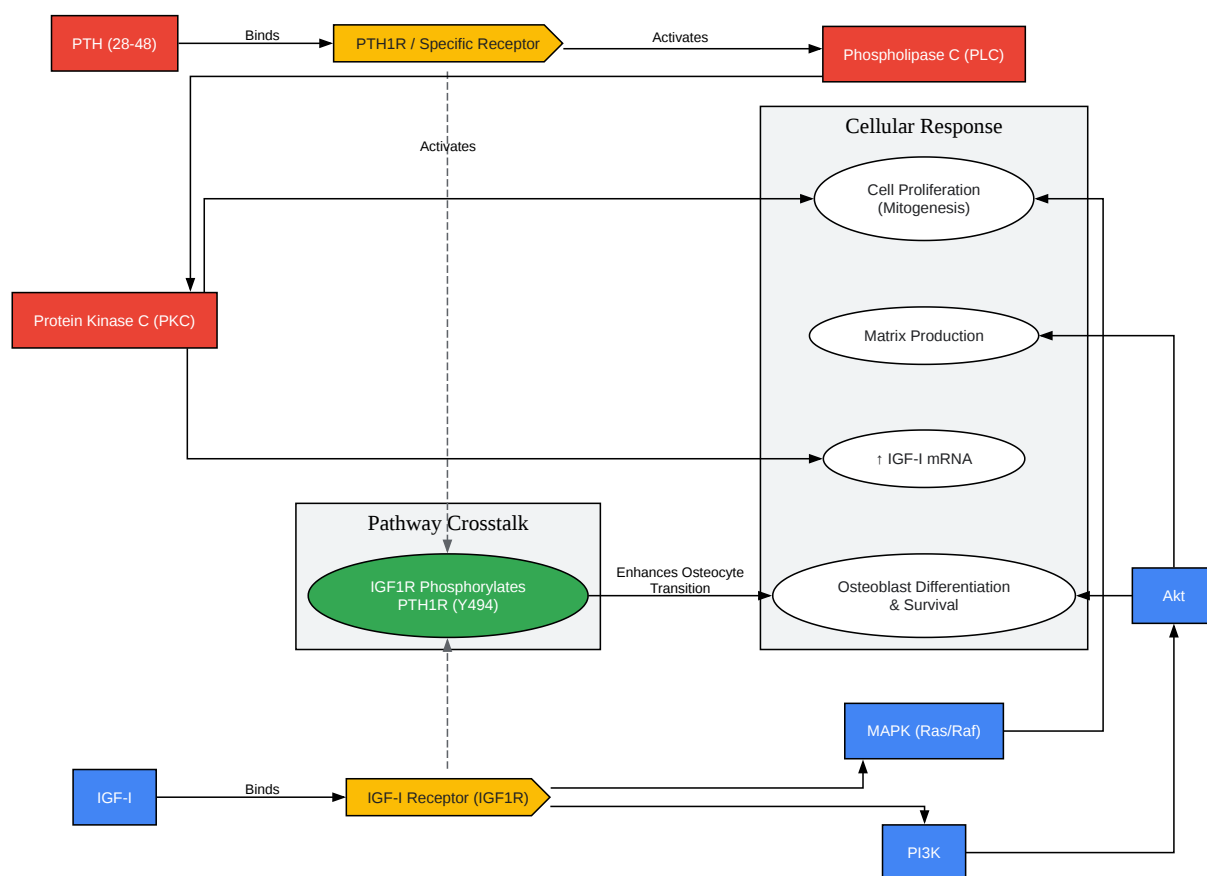 PTH (28-48)
Binds
PTH1R / Specific Receptor
Activates
Phospholipase C (PLC)
Cellular Response
Activates
Cell Proliferation
(Mitogenesis)
Protein Kinase C (PKC)
Matrix Production
↑ IGF-I mRNA
Pathway Crosstalk
IGF1R Phosphorylates
PTH1R (Y494)
Enhances Osteocyte
Transition
Osteoblast Differentiation
& Survival
Akt
MAPK (Ras/Raf)
IGF-I
Binds
IGF-I Receptor (IGF1R)
PI3K